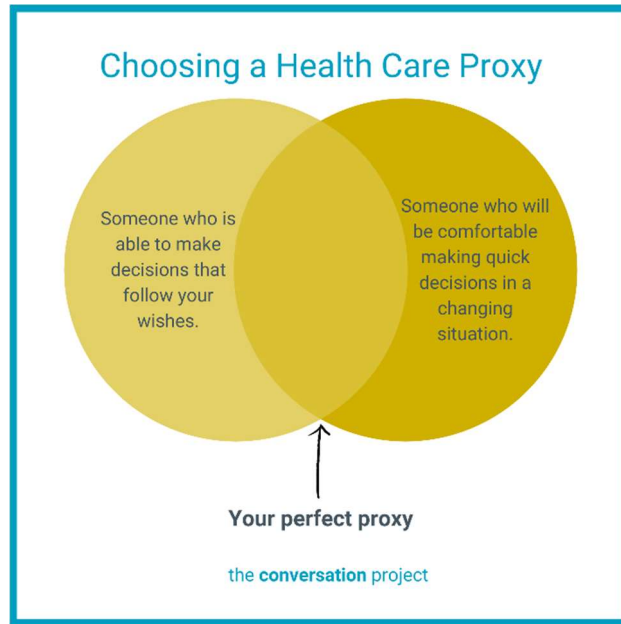 Choosing a Health Care Proxy
Someone who is
able to make
decisions that
follow your
wishes.
Someone who will
be comfortable
making quick
decisions in a
changing
situation.
Your perfect proxy
the conversation project